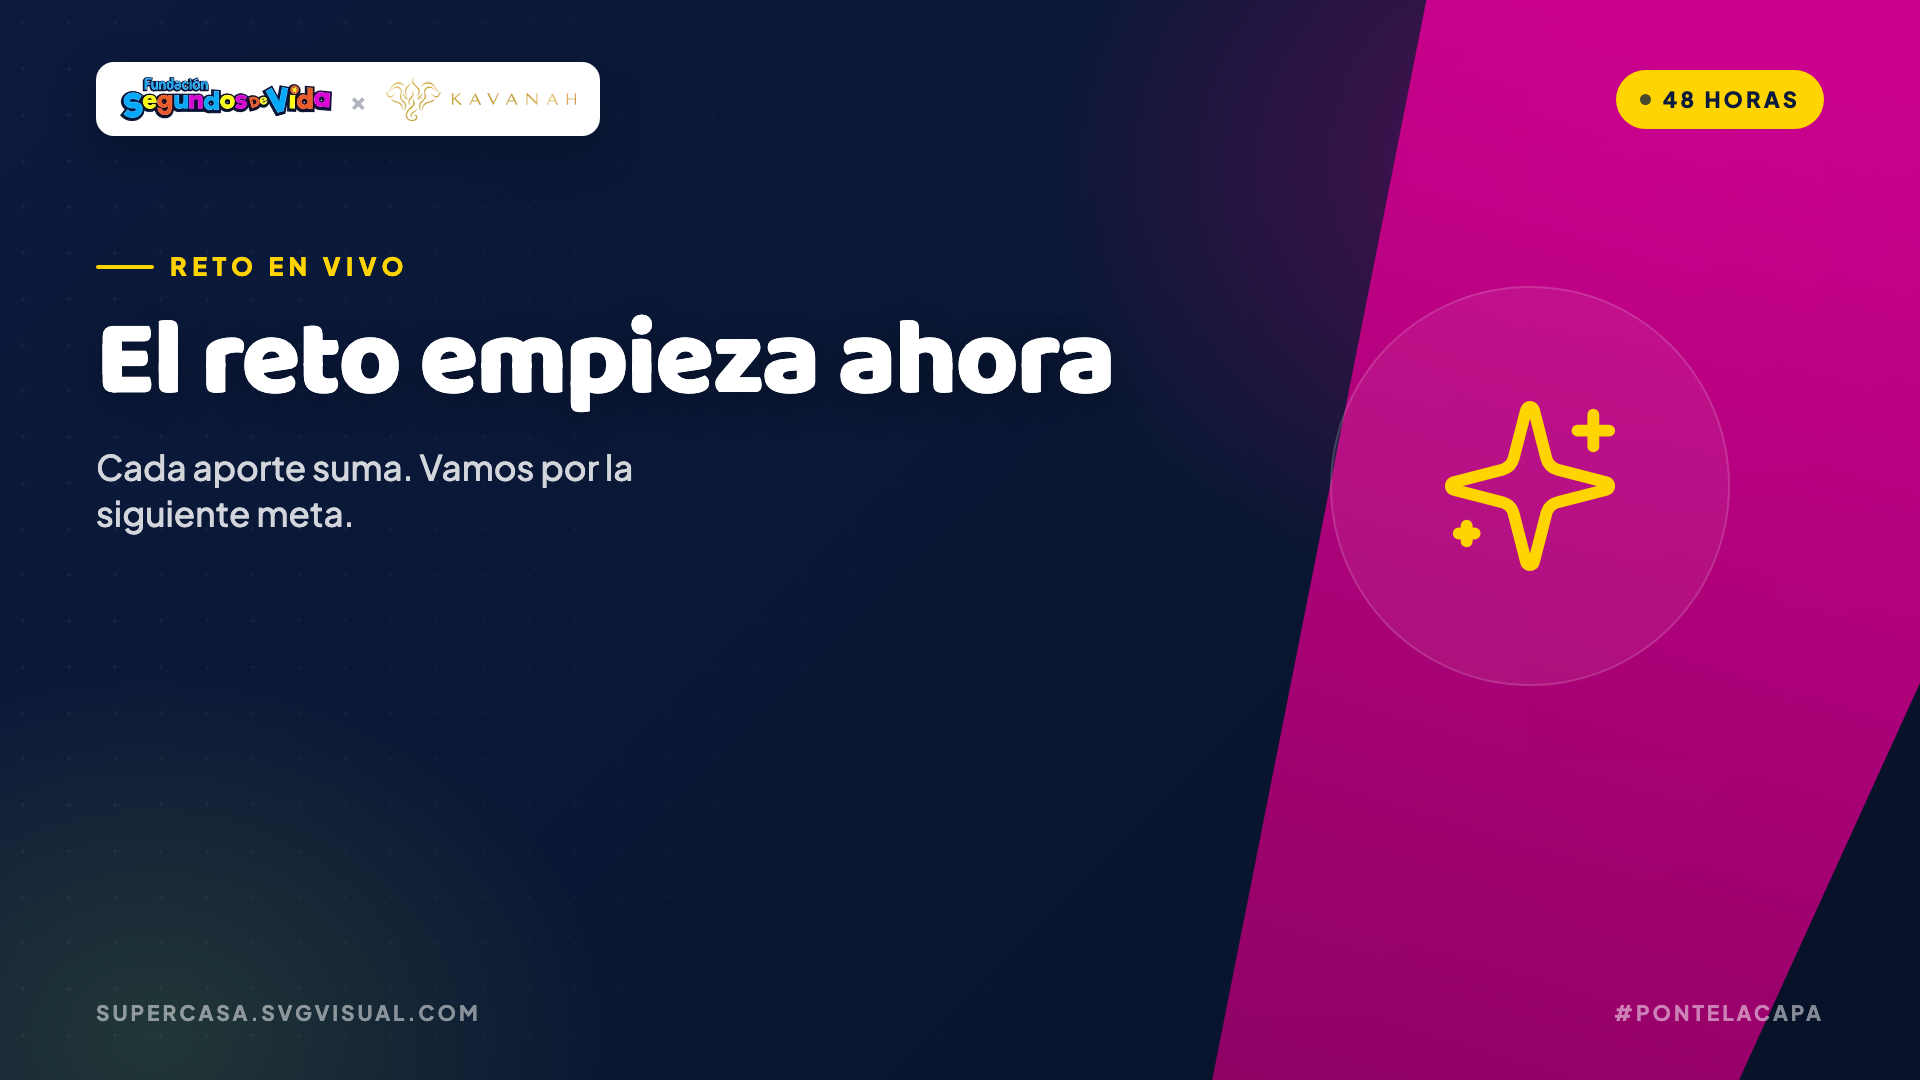 Fundación
Segundos de Vida × KAVANAH
48 HORAS
RETO EN VIVO
El reto empieza ahora
Cada aporte suma. Vamos por la
siguiente meta.
SUPERCASA.SVGVISUAL.COM
#PONTELACAPA